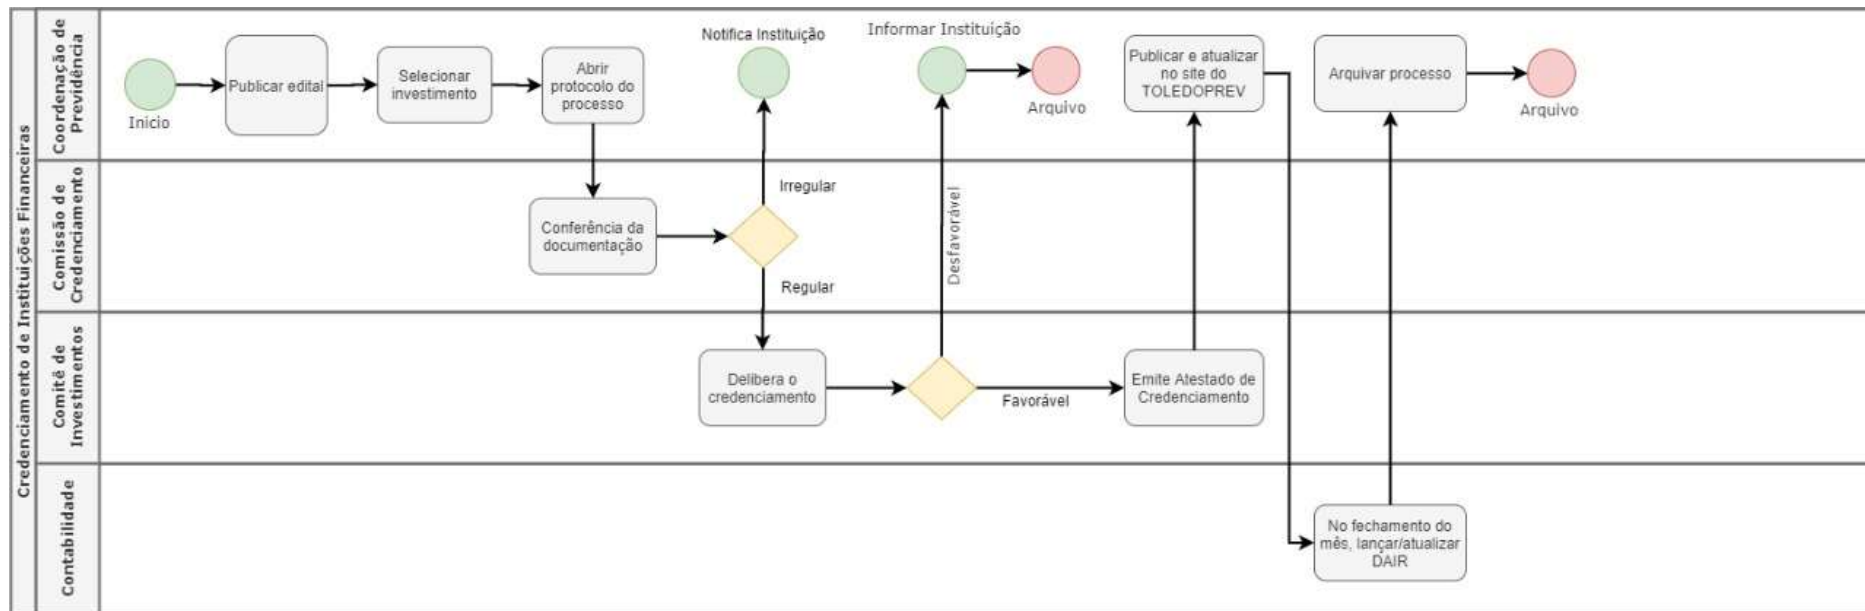 Credenciamento de Instituições Financeiras
Coordenação de
Previdência
Inicio
Publicar edital
Selecionar
investimento
Abrir
protocolo do
processo
Notifica Instituição
Informar Instituição
Arquivo
Publicar e atualizar
no site do
TOLEDOPREV
Arquivar processo
Arquivo
Comissão de
Credenciamento
Conferência da
documentação
Irregular
Regular
Desfavorável
Comitê de
Investimentos
Delibera o
credenciamento
Favorável
Emite Atestado de
Credenciamento
Contabilidade
No fechamento do
mês, lançar/atualizar
DAIR